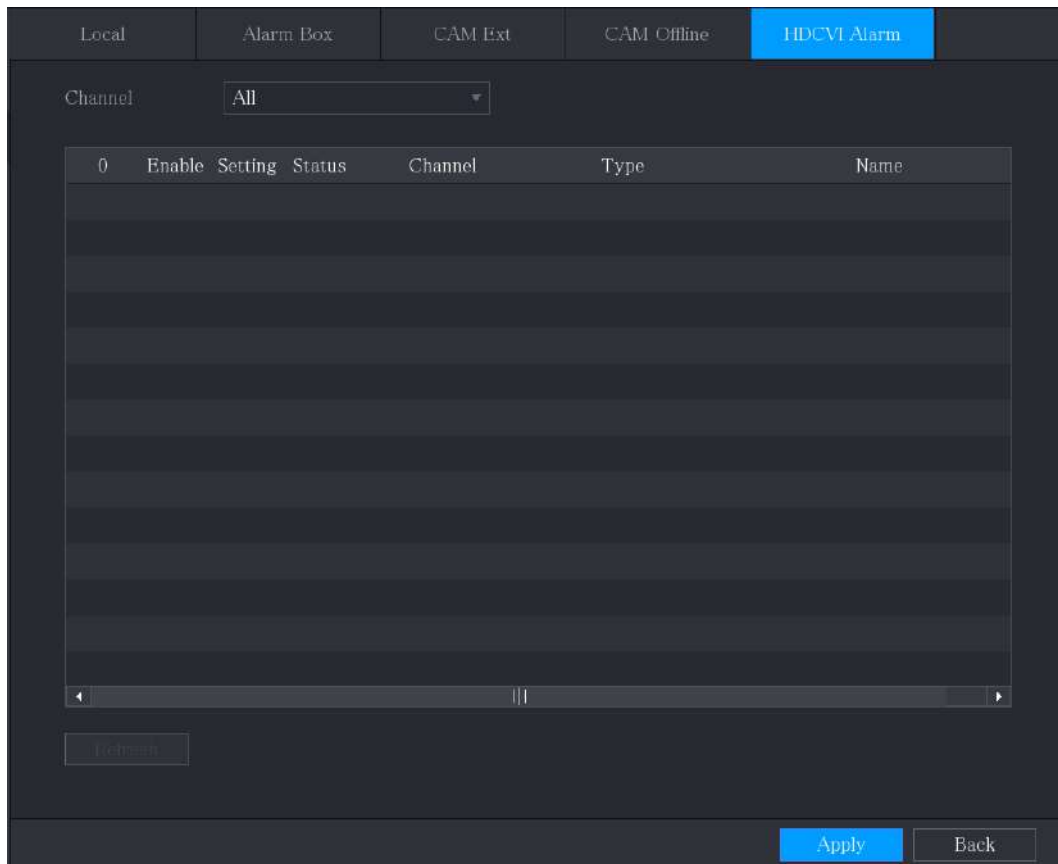 Local Alarm Box CAM Ext CAM Offline HDCVI Alarm
Channel All
0 Enable Setting Status Channel Type Name
Refresh
Apply Back